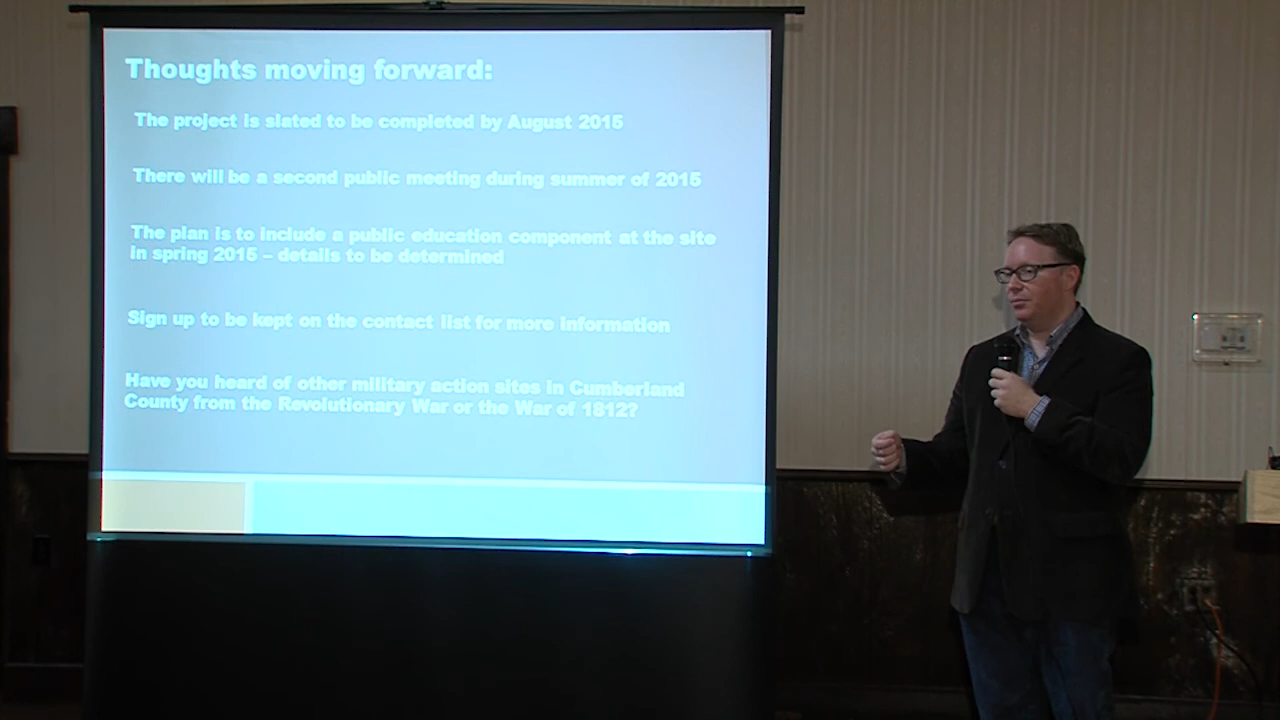 Thoughts moving forward:
The project is slated to be completed by August 2015
There will be a second public meeting during summer of 2015
The plan is to include a public education component at the site
in spring 2015 – details to be determined
Sign up to be kept on the contact list for more information
Have you heard of other military action sites in Cumberland
County from the Revolutionary War or the War of 1812?